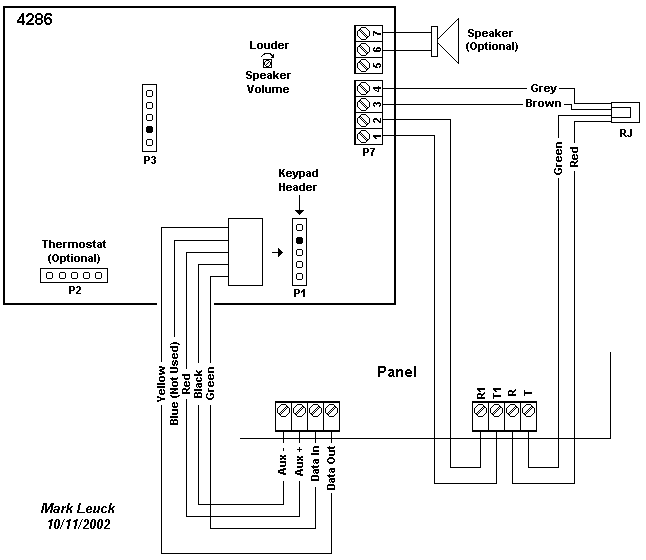 4286
Louder
Speaker
Volume
7
6
5
Speaker
(Optional)
4
3
2
1
P7
Grey
Brown
RJ
Green
Red
P3
Keypad
Header
P1
Thermostat
(Optional)
P2
Yellow
Blue (Not Used)
Red
Black
Green
Panel
R1
T1
R
T
Aux -
Aux +
Data In
Data Out
Mark Leuck
10/11/2002